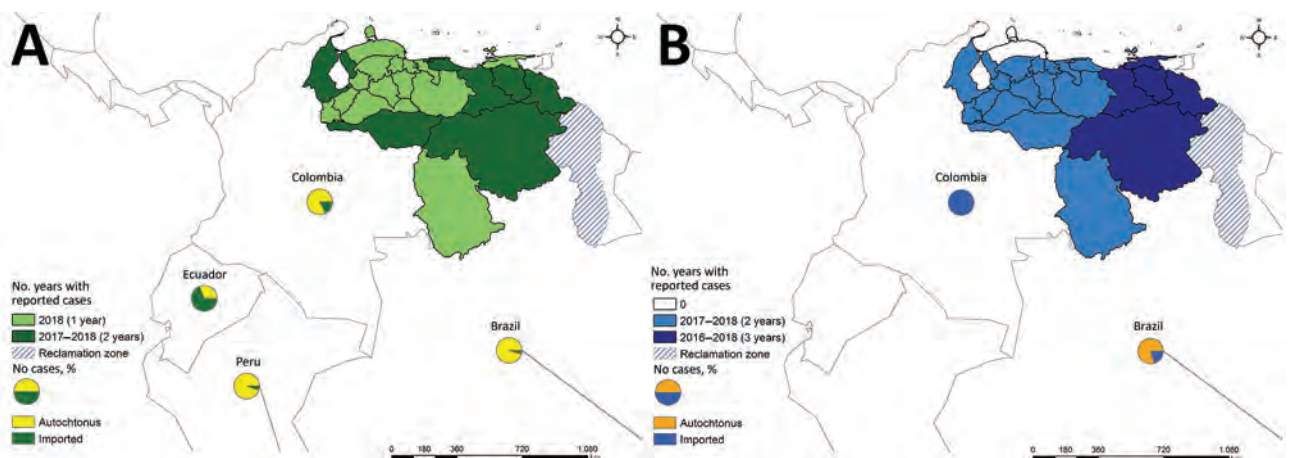 A
Colombia
Ecuador
Peru
Brazil
No. years with
reported cases
2018 (1 year)
2017–2018 (2 years)
Reclamation zone
No cases, %
Autochtonus
Imported
0 180 360 720 1.080
B
Colombia
Brazil
No. years with
reported cases
0
2017–2018 (2 years)
2016–2018 (3 years)
Reclamation zone
No cases, %
Autochtonus
Imported
0 180 360 720 1.080